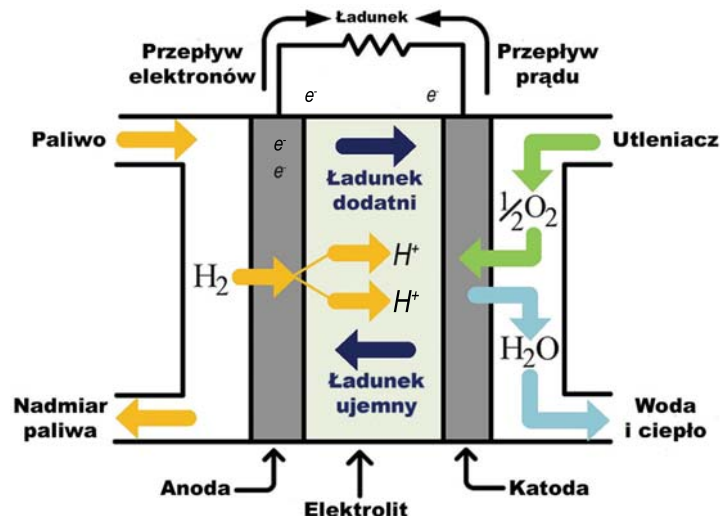 Ładunek
Przepływ
elektronów
Przepływ
prądu
e⁻
e⁻
Paliwo
Utleniacz
e⁻
e⁻
Ładunek
dodatni
½O₂
H₂
H⁺
H⁺
H₂O
Ładunek
ujemny
Nadmiar
paliwa
Woda
i ciepło
Anoda
Elektrolit
Katoda